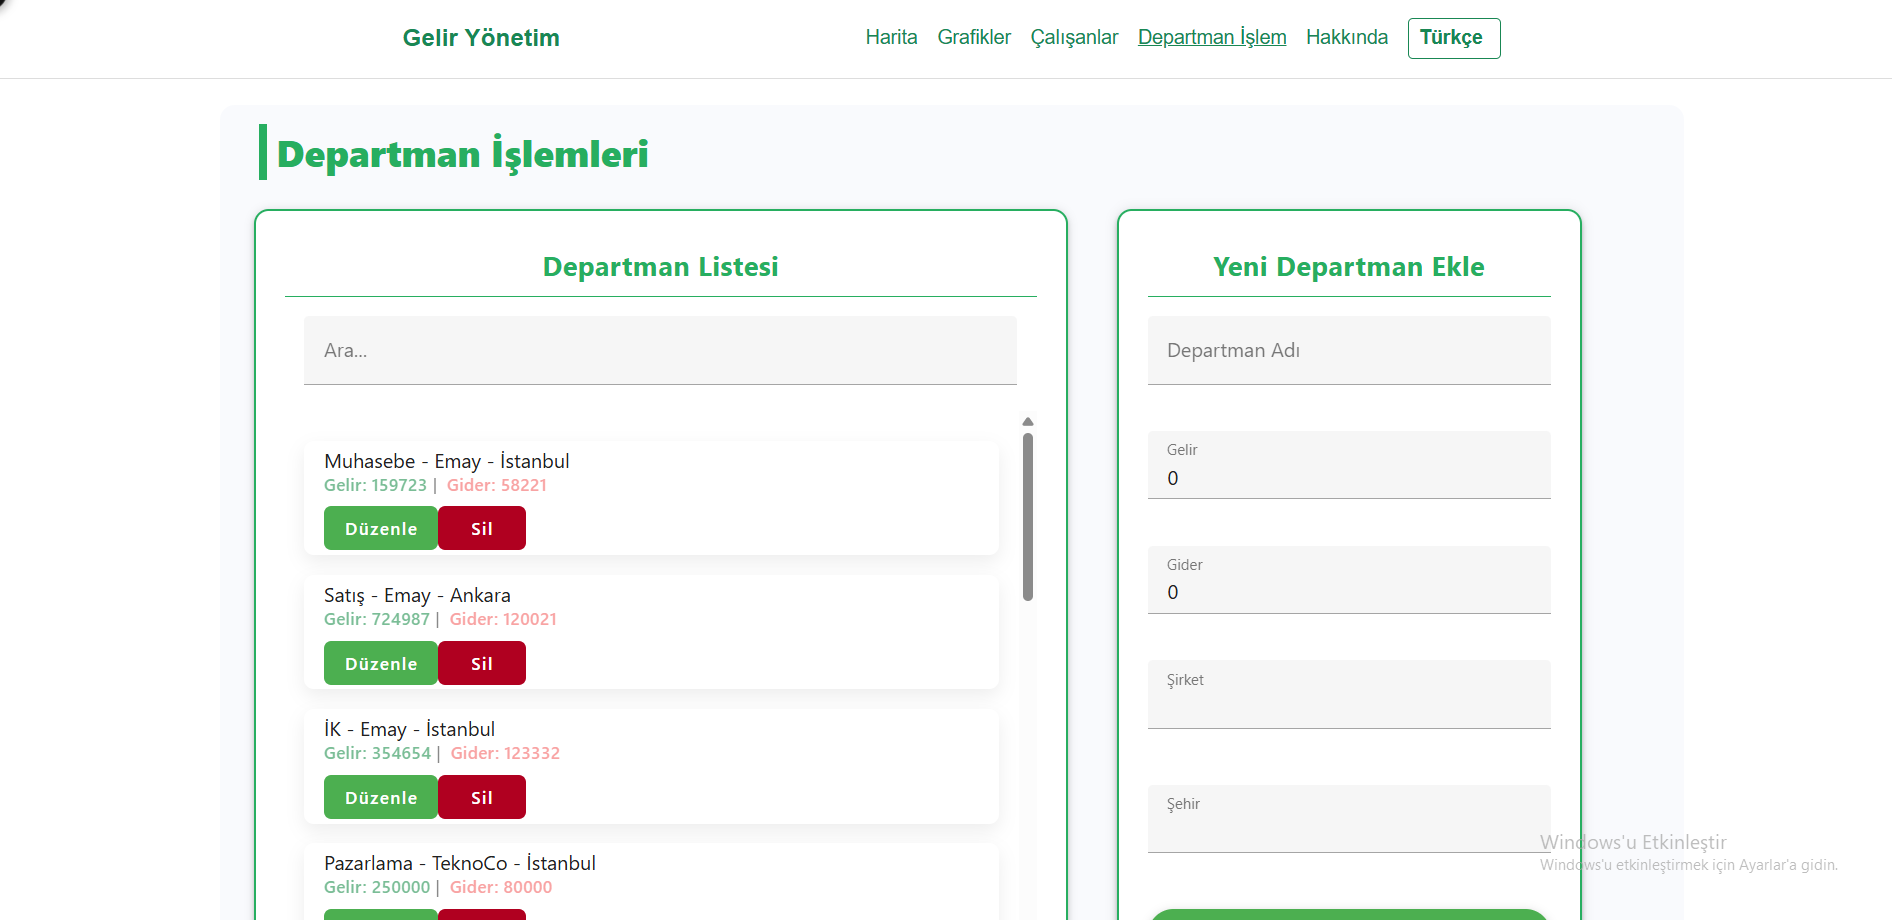 Gelir Yönetim
Harita Grafikler Çalışanlar Departman İşlem Hakkında Türkçe
Departman İşlemleri
Departman Listesi
Ara...
Muhasebe - Emay - İstanbul
Gelir: 159723 | Gider: 58221
Düzenle Sil
Satış - Emay - Ankara
Gelir: 724987 | Gider: 120021
Düzenle Sil
İK - Emay - İstanbul
Gelir: 354654 | Gider: 123332
Düzenle Sil
Pazarlama - TeknoCo - İstanbul
Gelir: 250000 | Gider: 80000
Yeni Departman Ekle
Departman Adı
Gelir
0
Gider
0
Şirket
Şehir
Windows'u Etkinleştir
Windows'u etkinleştirmek için Ayarlar'a gidin.